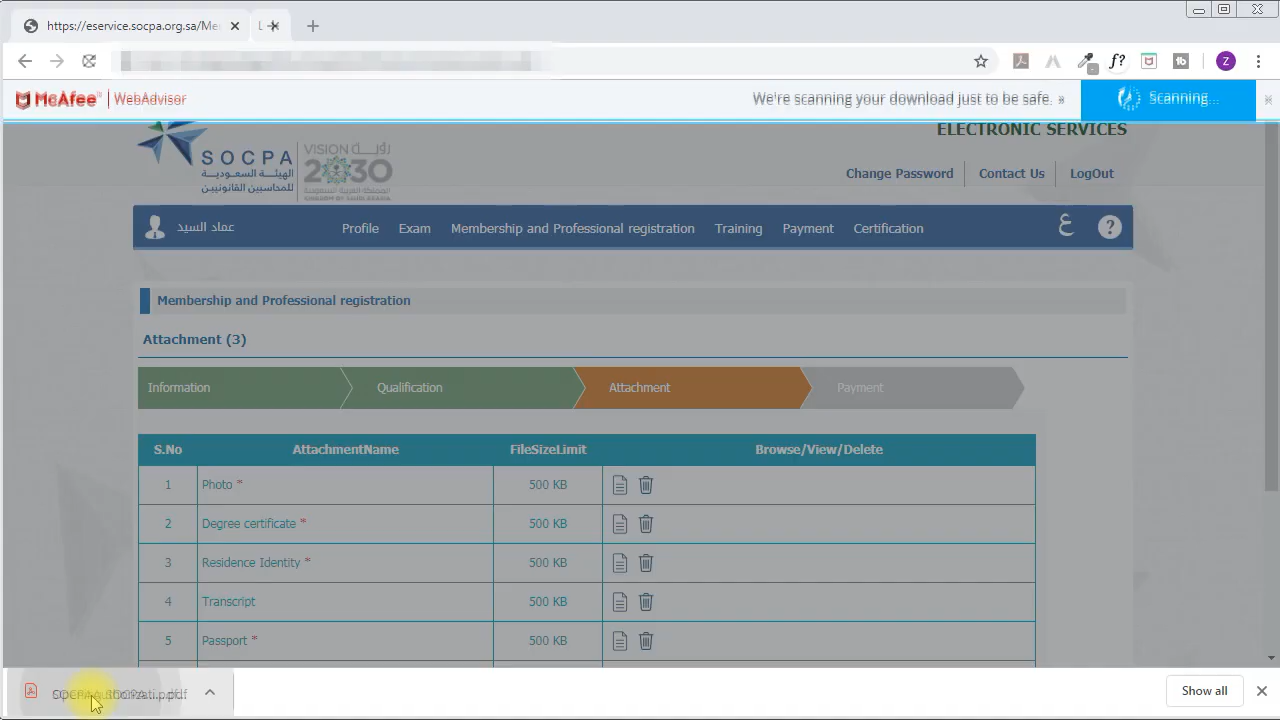 https://eservice.socpa.org.sa/Me
f?
Z
McAfee | WebAdvisor
We're scanning your download just to be safe. »
Scanning...
ELECTRONIC SERVICES
SOCPA
الهيئة السعودية
للمحاسبين القانونيين
VISION رؤية
2030
المملكة العربية السعودية
KINGDOM OF SAUDI ARABIA
Change Password
Contact Us
LogOut
عماد السيد
Profile
Exam
Membership and Professional registration
Training
Payment
Certification
ع
?
Membership and Professional registration
Attachment (3)
Information
Qualification
Attachment
Payment
S.No AttachmentName FileSizeLimit Browse/View/Delete
1 Photo * 500 KB
2 Degree certificate * 500 KB
3 Residence Identity * 500 KB
4 Transcript 500 KB
5 Passport * 500 KB
Show all